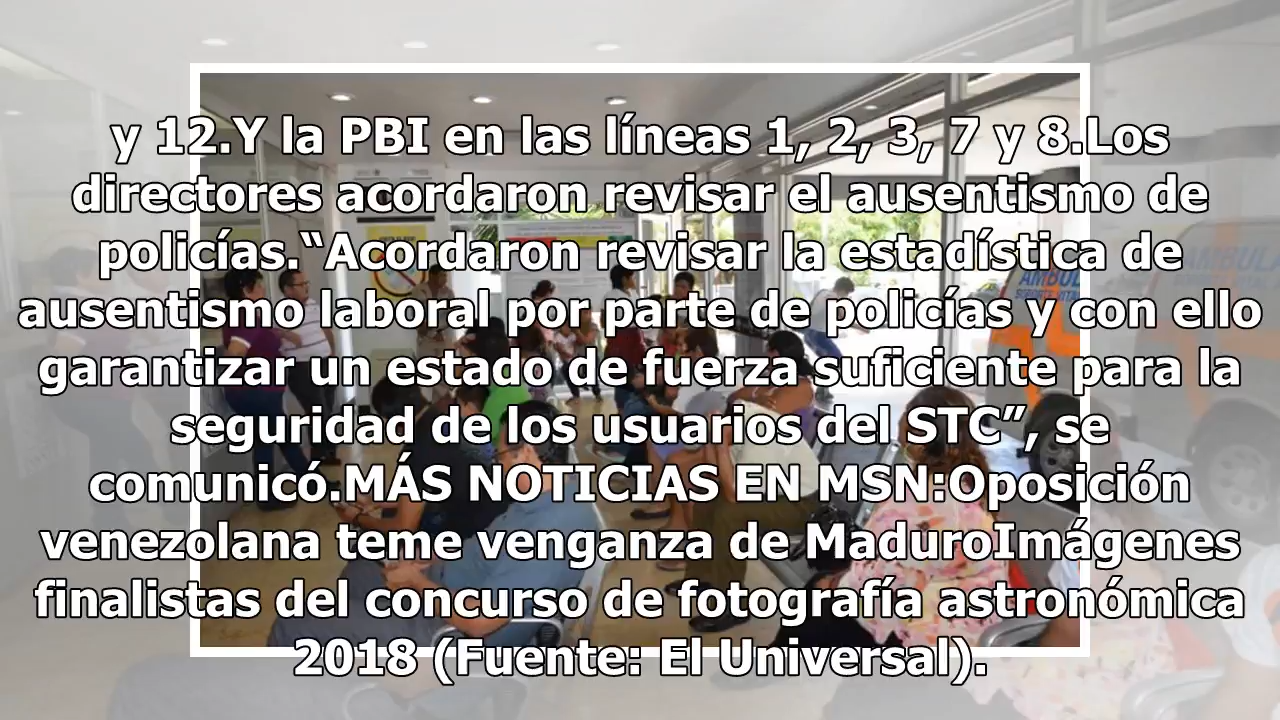 y 12.Y la PBI en las líneas 1, 2, 3, 7 y 8.Los
directores acordaron revisar el ausentismo de
policías.“Acordaron revisar la estadística de
ausentismo laboral por parte de policías y con ello
garantizar un estado de fuerza suficiente para la
seguridad de los usuarios del STC”, se
comunicó.MÁS NOTICIAS EN MSN:Oposición
venezolana teme venganza de MaduroImágenes
finalistas del concurso de fotografía astronómica
2018 (Fuente: El Universal).